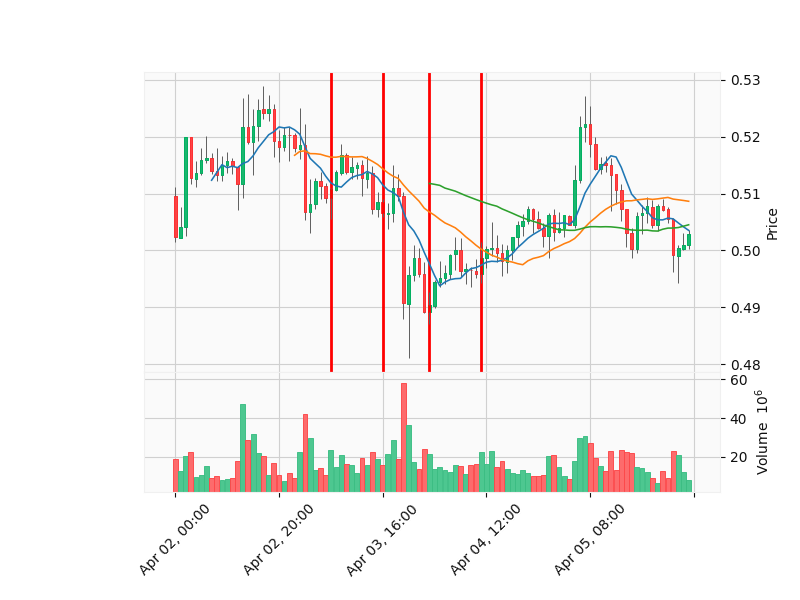 0.53
0.52
0.51
0.50
0.49
0.48
Price
60
40
20
Volume 10^6
Apr 02, 00:00
Apr 02, 20:00
Apr 03, 16:00
Apr 04, 12:00
Apr 05, 08:00